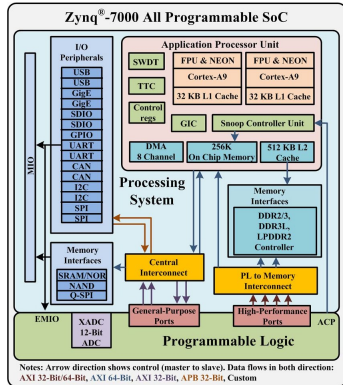 Zynq®-7000 All Programmable SoC
I/O
Peripherals
USB
USB
GigE
GigE
SDIO
SDIO
GPIO
UART
UART
CAN
CAN
I2C
I2C
SPI
SPI
MIO
Application Processor Unit
SWDT
TTC
Control
regs
FPU & NEON
Cortex-A9
32 KB L1 Cache
FPU & NEON
Cortex-A9
32 KB L1 Cache
GIC
Snoop Controller Unit
DMA
8 Channel
256K
On Chip Memory
512 KB L2
Cache
Processing
System
Memory
Interfaces
DDR2/3,
DDR3L,
LPDDR2
Controller
Memory Interfaces
SRAM/NOR
NAND
Q-SPI
Central
Interconnect
PL to Memory
Interconnect
EMIO
XADC
12-Bit
ADC
General-Purpose
Ports
High-Performance
Ports
ACP
Programmable Logic
Notes: Arrow direction shows control (master to slave). Data flows in both direction:
AXI 32-Bit/64-Bit, AXI 64-Bit, AXI 32-Bit, APB 32-Bit, Custom